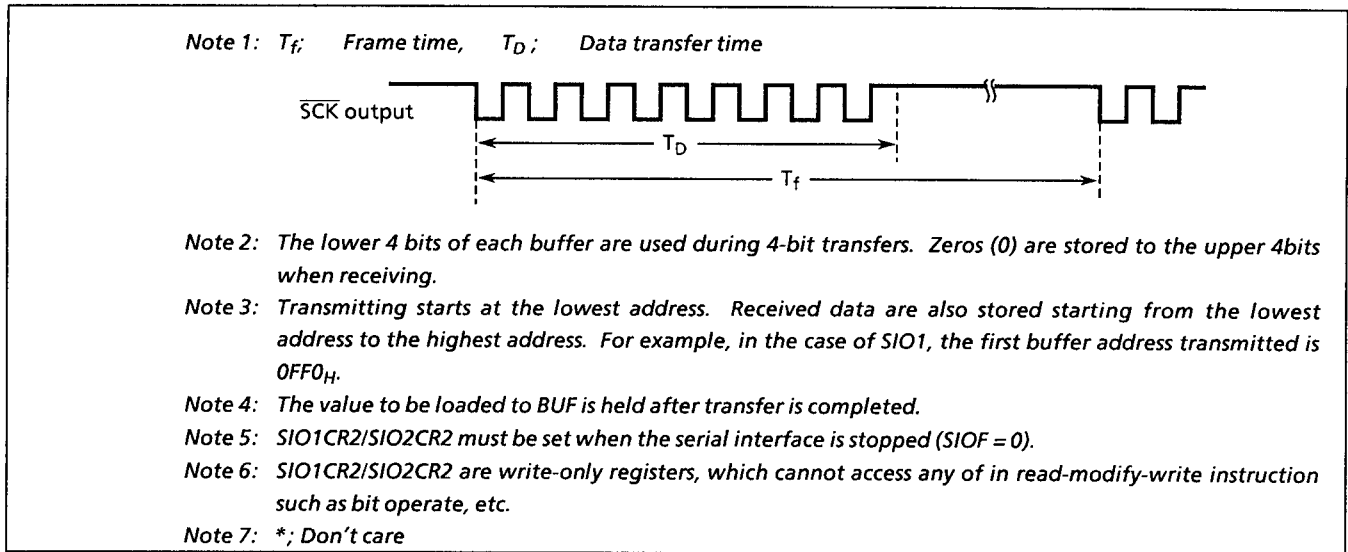 Note 1: Tf; Frame time, TD; Data transfer time
SCK output
TD
Tf
Note 2: The lower 4 bits of each buffer are used during 4-bit transfers. Zeros (0) are stored to the upper 4bits
when receiving.
Note 3: Transmitting starts at the lowest address. Received data are also stored starting from the lowest
address to the highest address. For example, in the case of SIO1, the first buffer address transmitted is
0FF0H.
Note 4: The value to be loaded to BUF is held after transfer is completed.
Note 5: SIO1CR2/SIO2CR2 must be set when the serial interface is stopped (SIOF = 0).
Note 6: SIO1CR2/SIO2CR2 are write-only registers, which cannot access any of in read-modify-write instruction
such as bit operate, etc.
Note 7: *; Don't care